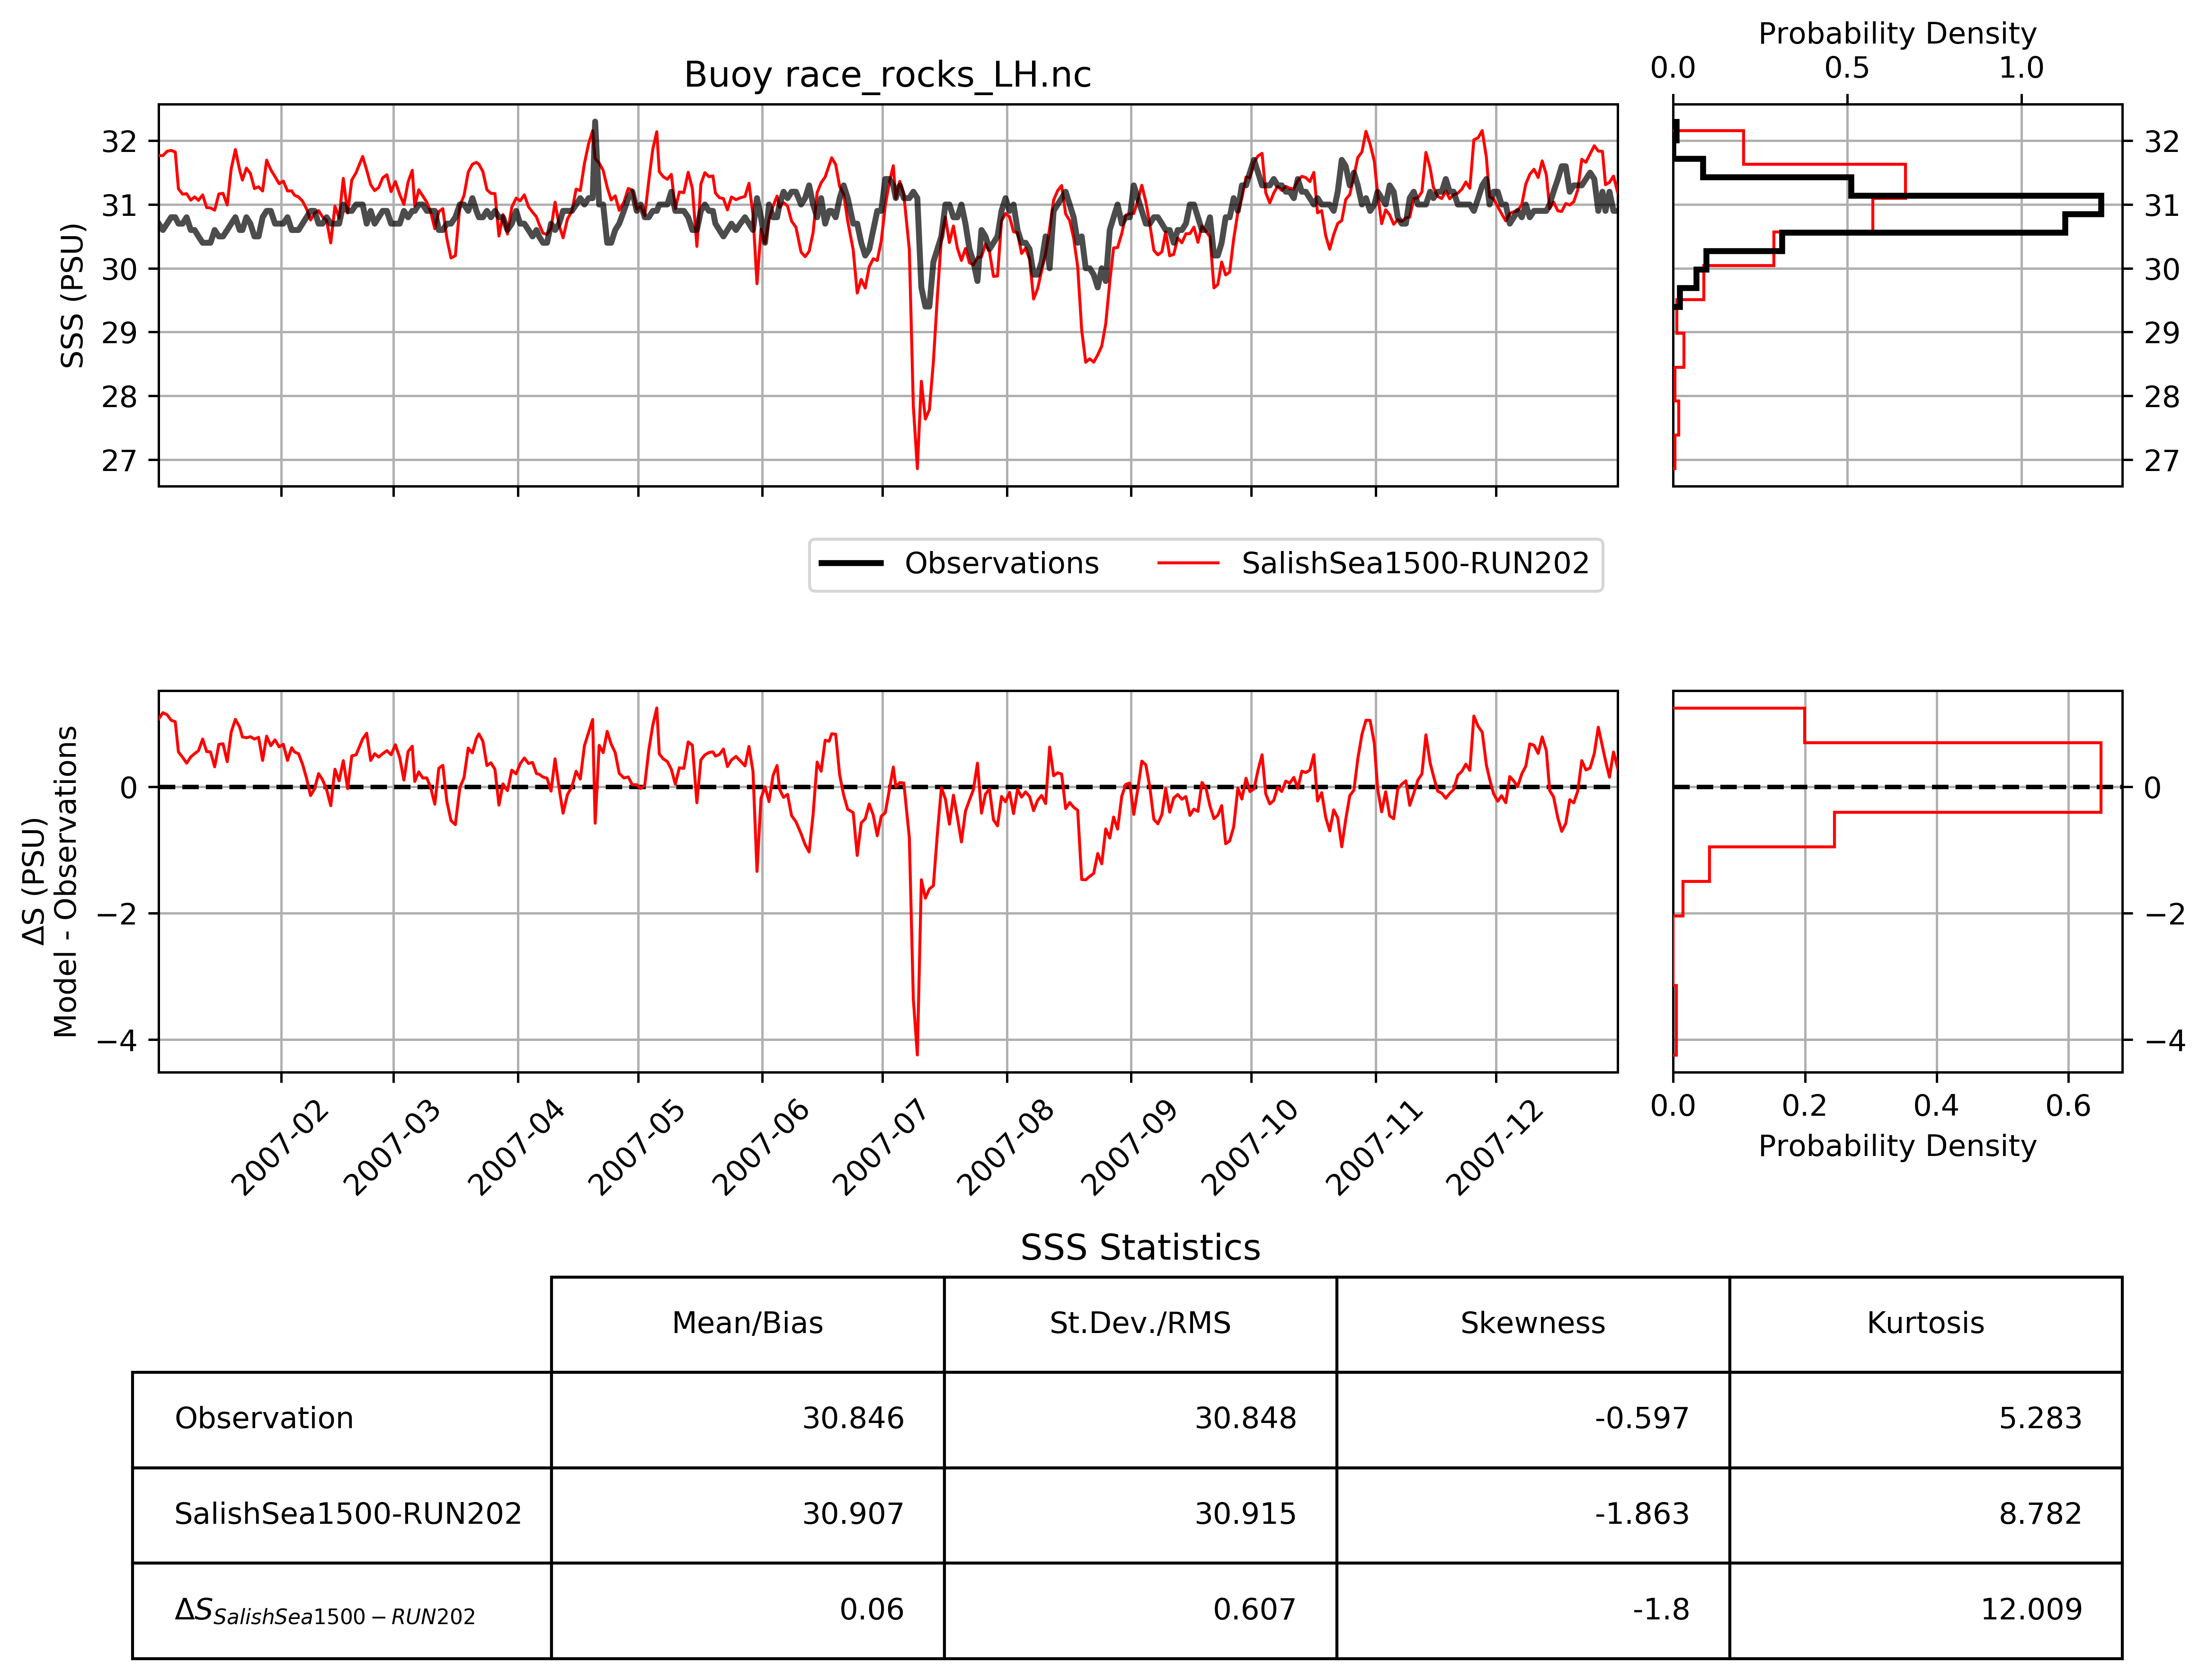 Probability Density
0.0 0.5 1.0
Buoy race_rocks_LH.nc
SSS (PSU)
32
31
30
29
28
27
32
31
30
29
28
27
Observations SalishSea1500-RUN202
ΔS (PSU)
Model - Observations
0
−2
−4
0
−2
−4
2007-02 2007-03 2007-04 2007-05 2007-06 2007-07 2007-08 2007-09 2007-10 2007-11 2007-12
0.0 0.2 0.4 0.6
Probability Density
SSS Statistics
Mean/Bias St.Dev./RMS Skewness Kurtosis
Observation 30.846 30.848 -0.597 5.283
SalishSea1500-RUN202 30.907 30.915 -1.863 8.782
ΔS SalishSea1500−RUN202 0.06 0.607 -1.8 12.009